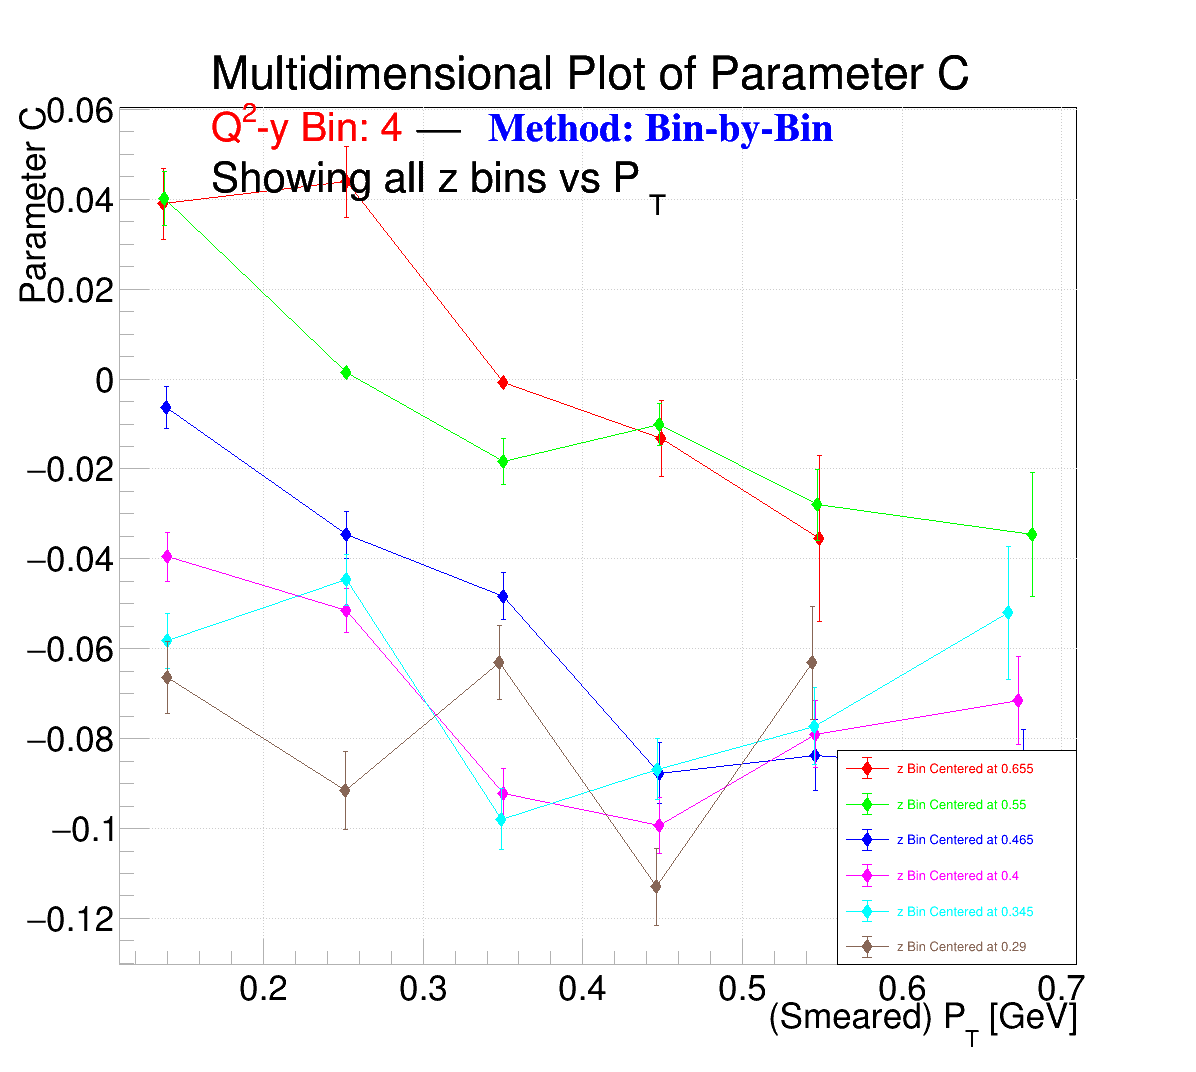 Multidimensional Plot of Parameter C
Q²-y Bin: 4 — Method: Bin-by-Bin
Showing all z bins vs P_T
Parameter C
0.06
0.04
0.02
0
−0.02
−0.04
−0.06
−0.08
−0.1
−0.12
z Bin Centered at 0.655
z Bin Centered at 0.55
z Bin Centered at 0.465
z Bin Centered at 0.4
z Bin Centered at 0.345
z Bin Centered at 0.29
0.2 0.3 0.4 0.5 0.6 0.7
(Smeared) P_T [GeV]